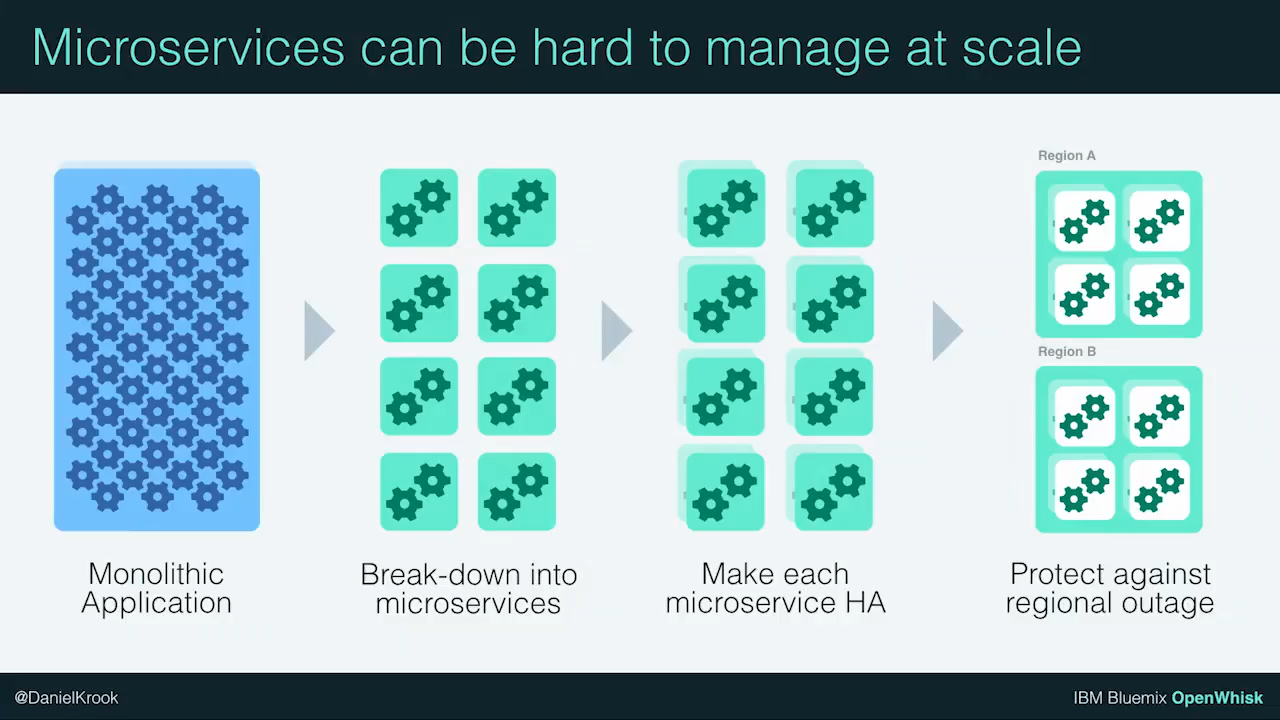 Microservices can be hard to manage at scale
Monolithic
Application
Break-down into
microservices
Make each
microservice HA
Region A
Region B
Protect against
regional outage
@DanielKrook
IBM Bluemix OpenWhisk